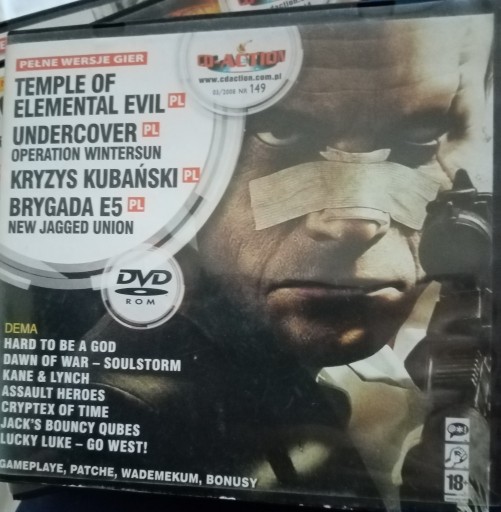 PEŁNE WERSJE GIER
TEMPLE OF
ELEMENTAL EVIL PL
UNDERCOVER PL
OPERATION WINTERSUN
KRYZYS KUBAŃSKI PL
BRYGADA E5 PL
NEW JAGGED UNION
CD-ACTION
www.cdaction.com.pl
03/2008 NR 149
DVD
ROM
DEMA
HARD TO BE A GOD
DAWN OF WAR – SOULSTORM
KANE & LYNCH
ASSAULT HEROES
CRYPTEX OF TIME
JACK'S BOUNCY QUBES
LUCKY LUKE – GO WEST!
GAMEPLAYE, PATCHE, WADEMEKUM, BONUSY
18+